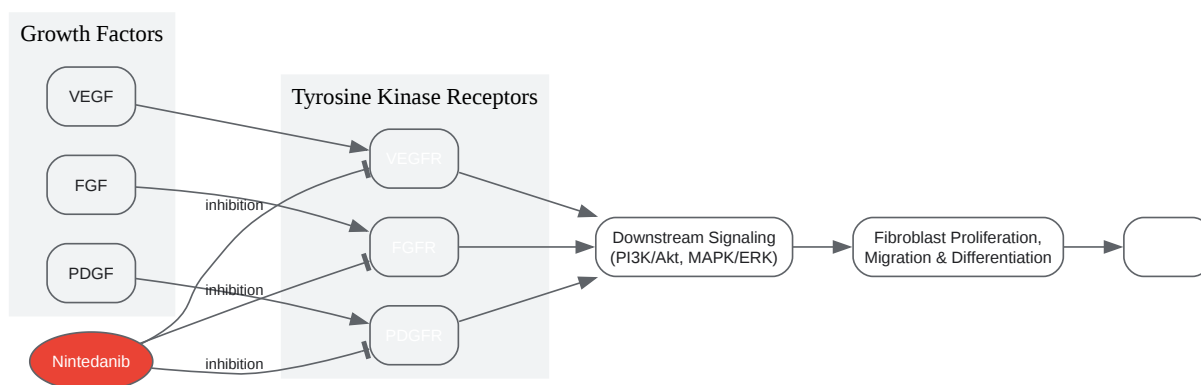 Growth Factors
VEGF
FGF
PDGF
Nintedanib
Tyrosine Kinase Receptors
VEGFR
FGFR
PDGFR
inhibition
inhibition
inhibition
Downstream Signaling
(PI3K/Akt, MAPK/ERK)
Fibroblast Proliferation,
Migration & Differentiation